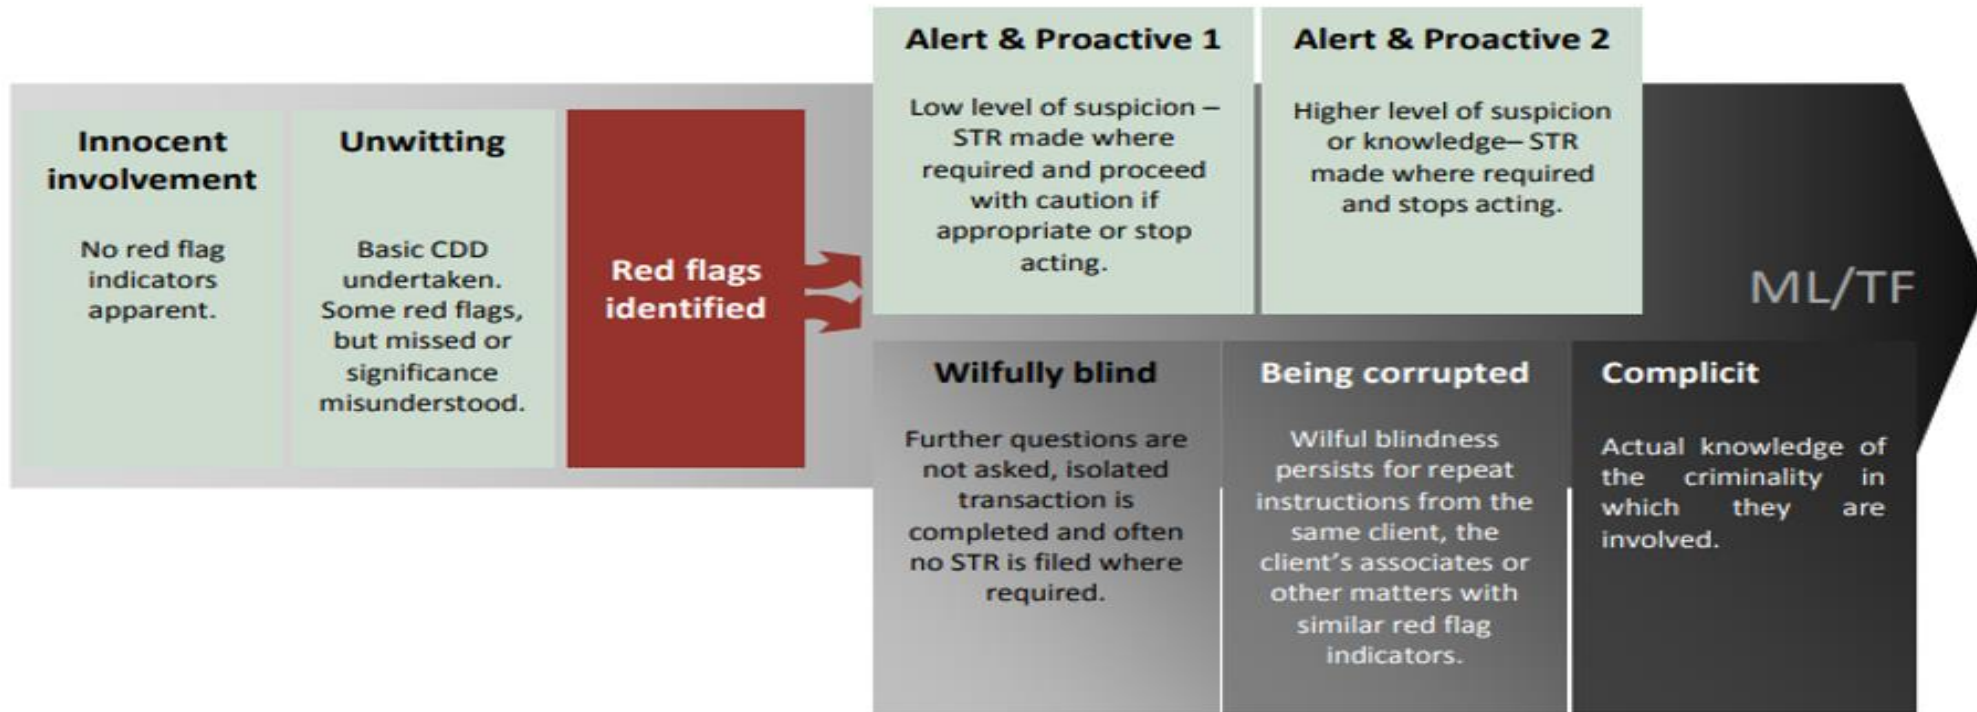 Innocent
involvement
No red flag
indicators
apparent.
Unwitting
Basic CDD
undertaken.
Some red flags,
but missed or
significance
misunderstood.
Red flags
identified
Alert & Proactive 1
Low level of suspicion –
STR made where
required and proceed
with caution if
appropriate or stop
acting.
Alert & Proactive 2
Higher level of suspicion
or knowledge– STR
made where required
and stops acting.
Wilfully blind
Further questions are
not asked, isolated
transaction is
completed and often
no STR is filed where
required.
Being corrupted
Wilful blindness
persists for repeat
instructions from the
same client, the
client’s associates or
other matters with
similar red flag
indicators.
Complicit
Actual knowledge of
the criminality in
which they are
involved.
ML/TF